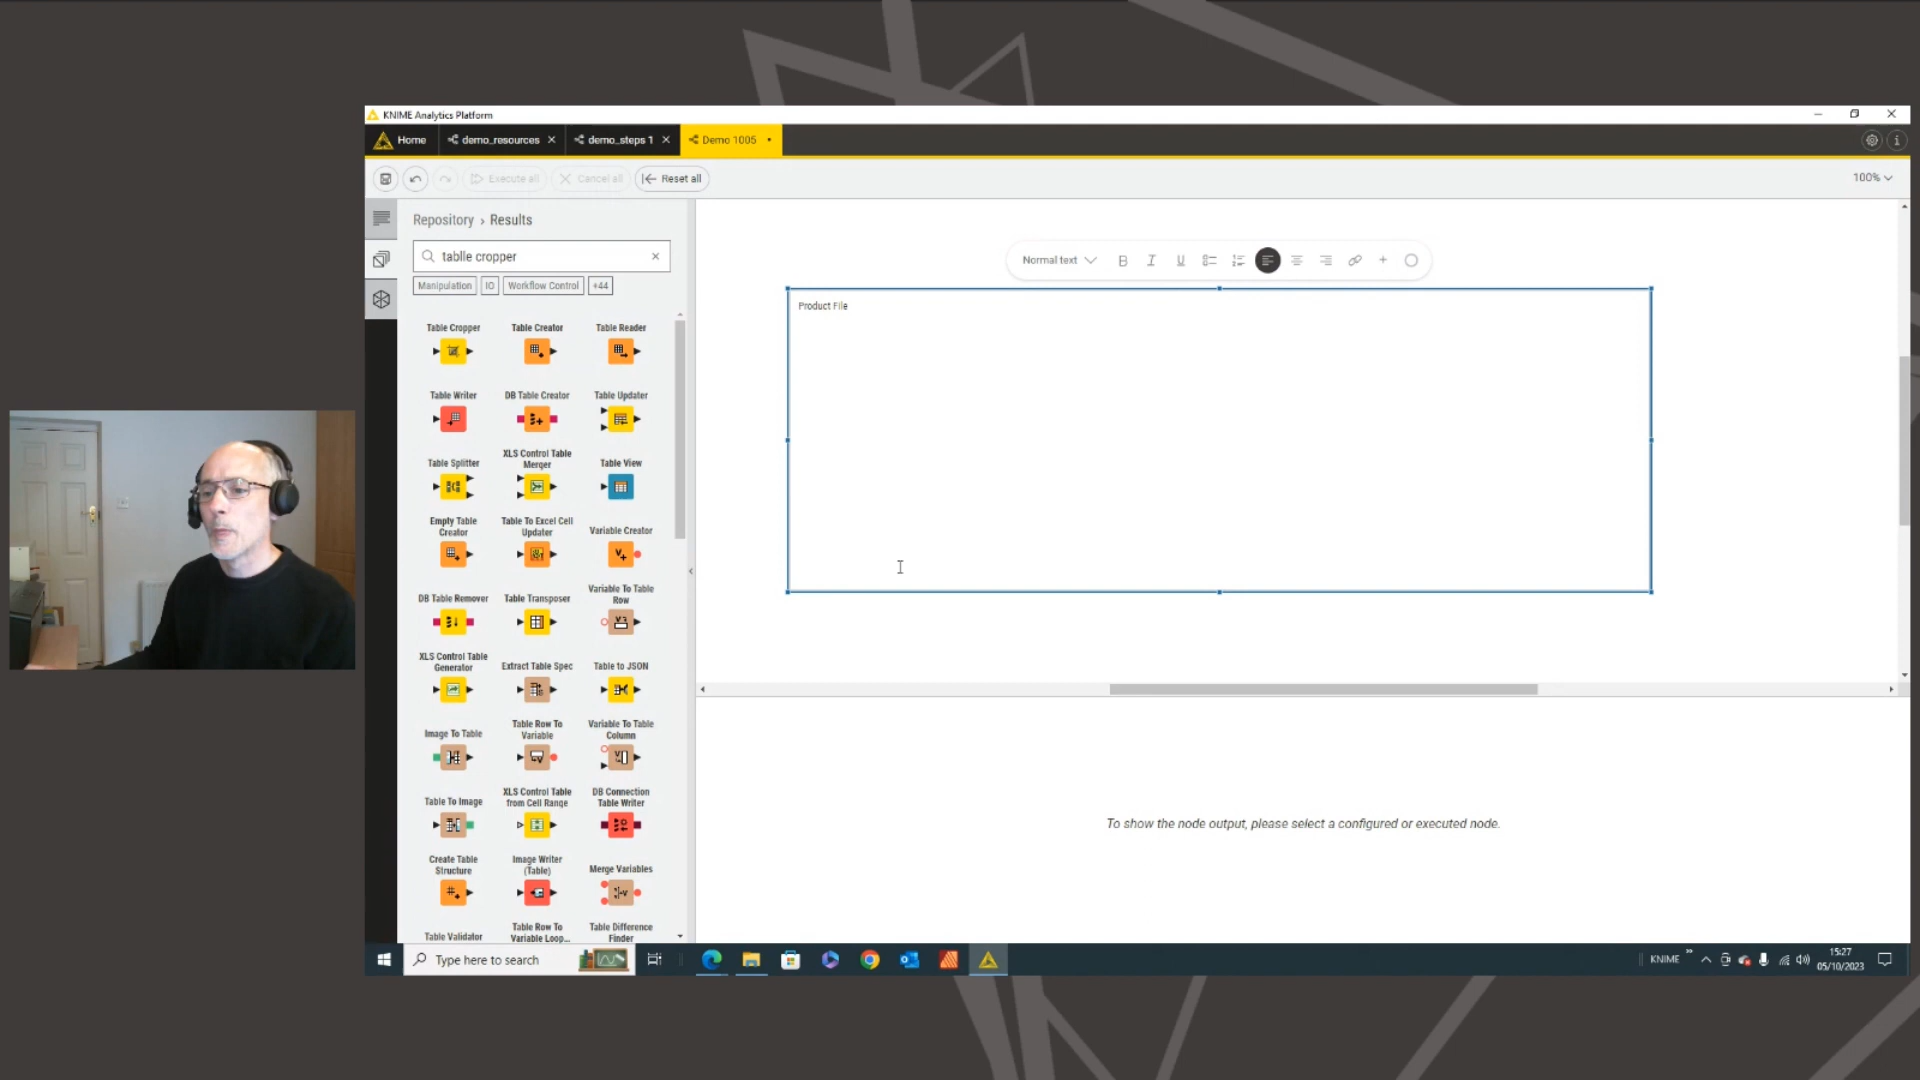 KNIME Analytics Platform
Home
demo_resources
demo_steps 1
Demo 1005
Execute all
Cancel all
Reset all
100%
Repository › Results
tablle cropper
Manipulation
IO
Workflow Control
+44
Table Cropper
Table Creator
Table Reader
Table Writer
DB Table Creator
Table Updater
Table Splitter
XLS Control Table
Merger
Table View
Empty Table
Creator
Table To Excel Cell
Updater
Variable Creator
DB Table Remover
Table Transposer
Variable To Table
Row
XLS Control Table
Generator
Extract Table Spec
Table to JSON
Image To Table
Table Row To
Variable
Variable To Table
Column
Table To Image
XLS Control Table
from Cell Range
DB Connection
Table Writer
Create Table
Structure
Image Writer
(Table)
Merge Variables
Table Validator
Table Row To
Variable Loop...
Table Difference
Finder
Normal text
B
I
U
Product File
To show the node output, please select a configured or executed node.
Type here to search
KNIME
15:27
05/10/2023